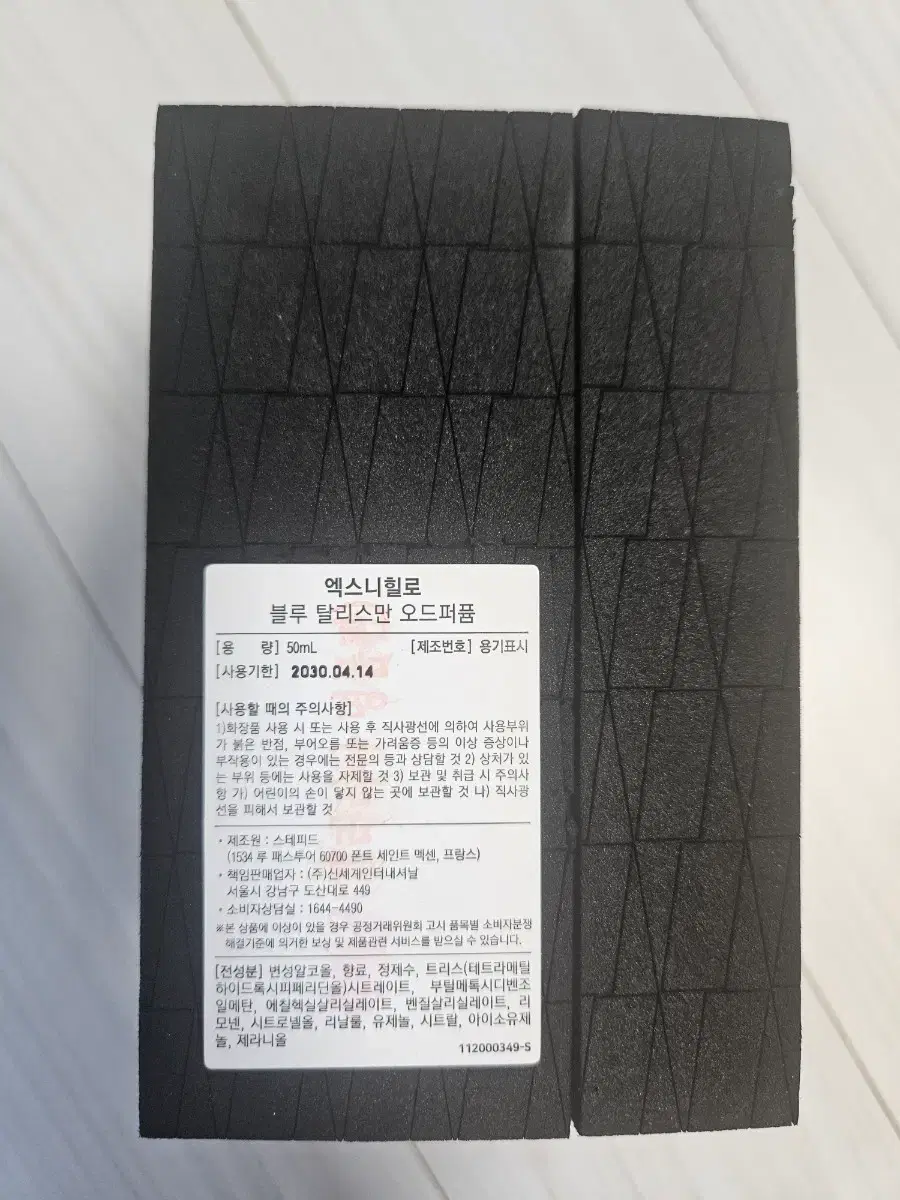 엑스니힐로
블루 탈리스만 오드퍼퓸
[용 량] 50mL [제조번호] 용기표시
[사용기한] 2030.04.14
[사용할 때의 주의사항]
1)화장품 사용 시 또는 사용 후 직사광선에 의하여 사용부위
가 붉은 반점, 부어오름 또는 가려움증 등의 이상 증상이나
부작용이 있는 경우에는 전문의 등과 상담할 것 2) 상처가 있
는 부위 등에는 사용을 자제할 것 3) 보관 및 취급 시 주의사
항 가) 어린이의 손이 닿지 않는 곳에 보관할 것 나) 직사광
선을 피해서 보관할 것
• 제조원 : 스테피드
(1534 루 패스투어 60700 폰트 세인트 멕센, 프랑스)
• 책임판매업자 : (주)신세계인터내셔날
서울시 강남구 도산대로 449
• 소비자상담실 : 1644-4490
※본 상품에 이상이 있을 경우 공정거래위원회 고시 품목별 소비자분쟁
해결기준에 의거한 보상 및 제품관련 서비스를 받으실 수 있습니다.
[전성분] 변성알코올, 향료, 정제수, 트리스(테트라메틸
하이드록시피페리딘올)시트레이트, 부틸메톡시디벤조
일메탄, 에칠헥실살리실레이트, 벤질살리실레이트, 리
모넨, 시트로넬올, 리날룰, 유제놀, 시트랄, 아이소유제
놀, 제라니올
112000349-S